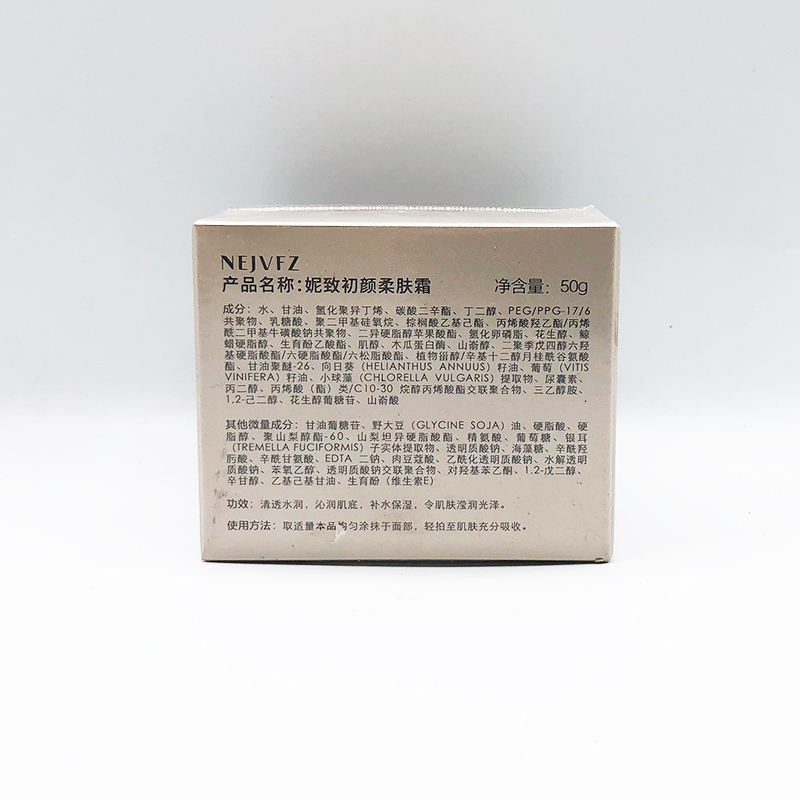 NEJVFZ
产品名称：妮致初颜柔肤霜 净含量：50g
成分：水、甘油、氢化聚异丁烯、碳酸二辛酯、丁二醇、PEG/PPG-17/6
共聚物、乳糖酸、聚二甲基硅氧烷、棕榈酸乙基己酯、丙烯酸羟乙酯/丙烯
酰二甲基牛磺酸钠共聚物、二异硬脂醇苹果酸酯、氢化卵磷脂、花生醇、鲸
蜡硬脂醇、生育酚乙酸酯、肌醇、木瓜蛋白酶、山嵛醇、二聚季戊四醇六羟
基硬脂酸酯/六硬脂酸酯/六松脂酸酯、植物甾醇/辛基十二醇月桂酰谷氨酸
酯、甘油聚醚-26、向日葵（HELIANTHUS ANNUUS）籽油、葡萄（VITIS
VINIFERA）籽油、小球藻（CHLORELLA VULGARIS）提取物、尿囊素、
丙二醇、丙烯酸（酯）类/C10-30 烷醇丙烯酸酯交联聚合物、三乙醇胺、
1,2-己二醇、花生醇葡糖苷、山嵛酸
其他微量成分：甘油葡糖苷、野大豆（GLYCINE SOJA）油、硬脂酸、硬
脂醇、聚山梨醇酯-60、山梨坦异硬脂酸酯、精氨酸、葡萄糖、银耳
（TREMELLA FUCIFORMIS）子实体提取物、透明质酸钠、海藻糖、辛酰羟
肟酸、辛酰甘氨酸、EDTA 二钠、肉豆蔻酸、乙酰化透明质酸钠、水解透明
质酸钠、苯氧乙醇、透明质酸钠交联聚合物、对羟基苯乙酮、1,2-戊二醇、
辛甘醇、乙基己基甘油、生育酚（维生素E）
功效：清透水润，沁润肌底，补水保湿，令肌肤滢润光泽。
使用方法：取适量本品均匀涂抹于面部，轻拍至肌肤充分吸收。